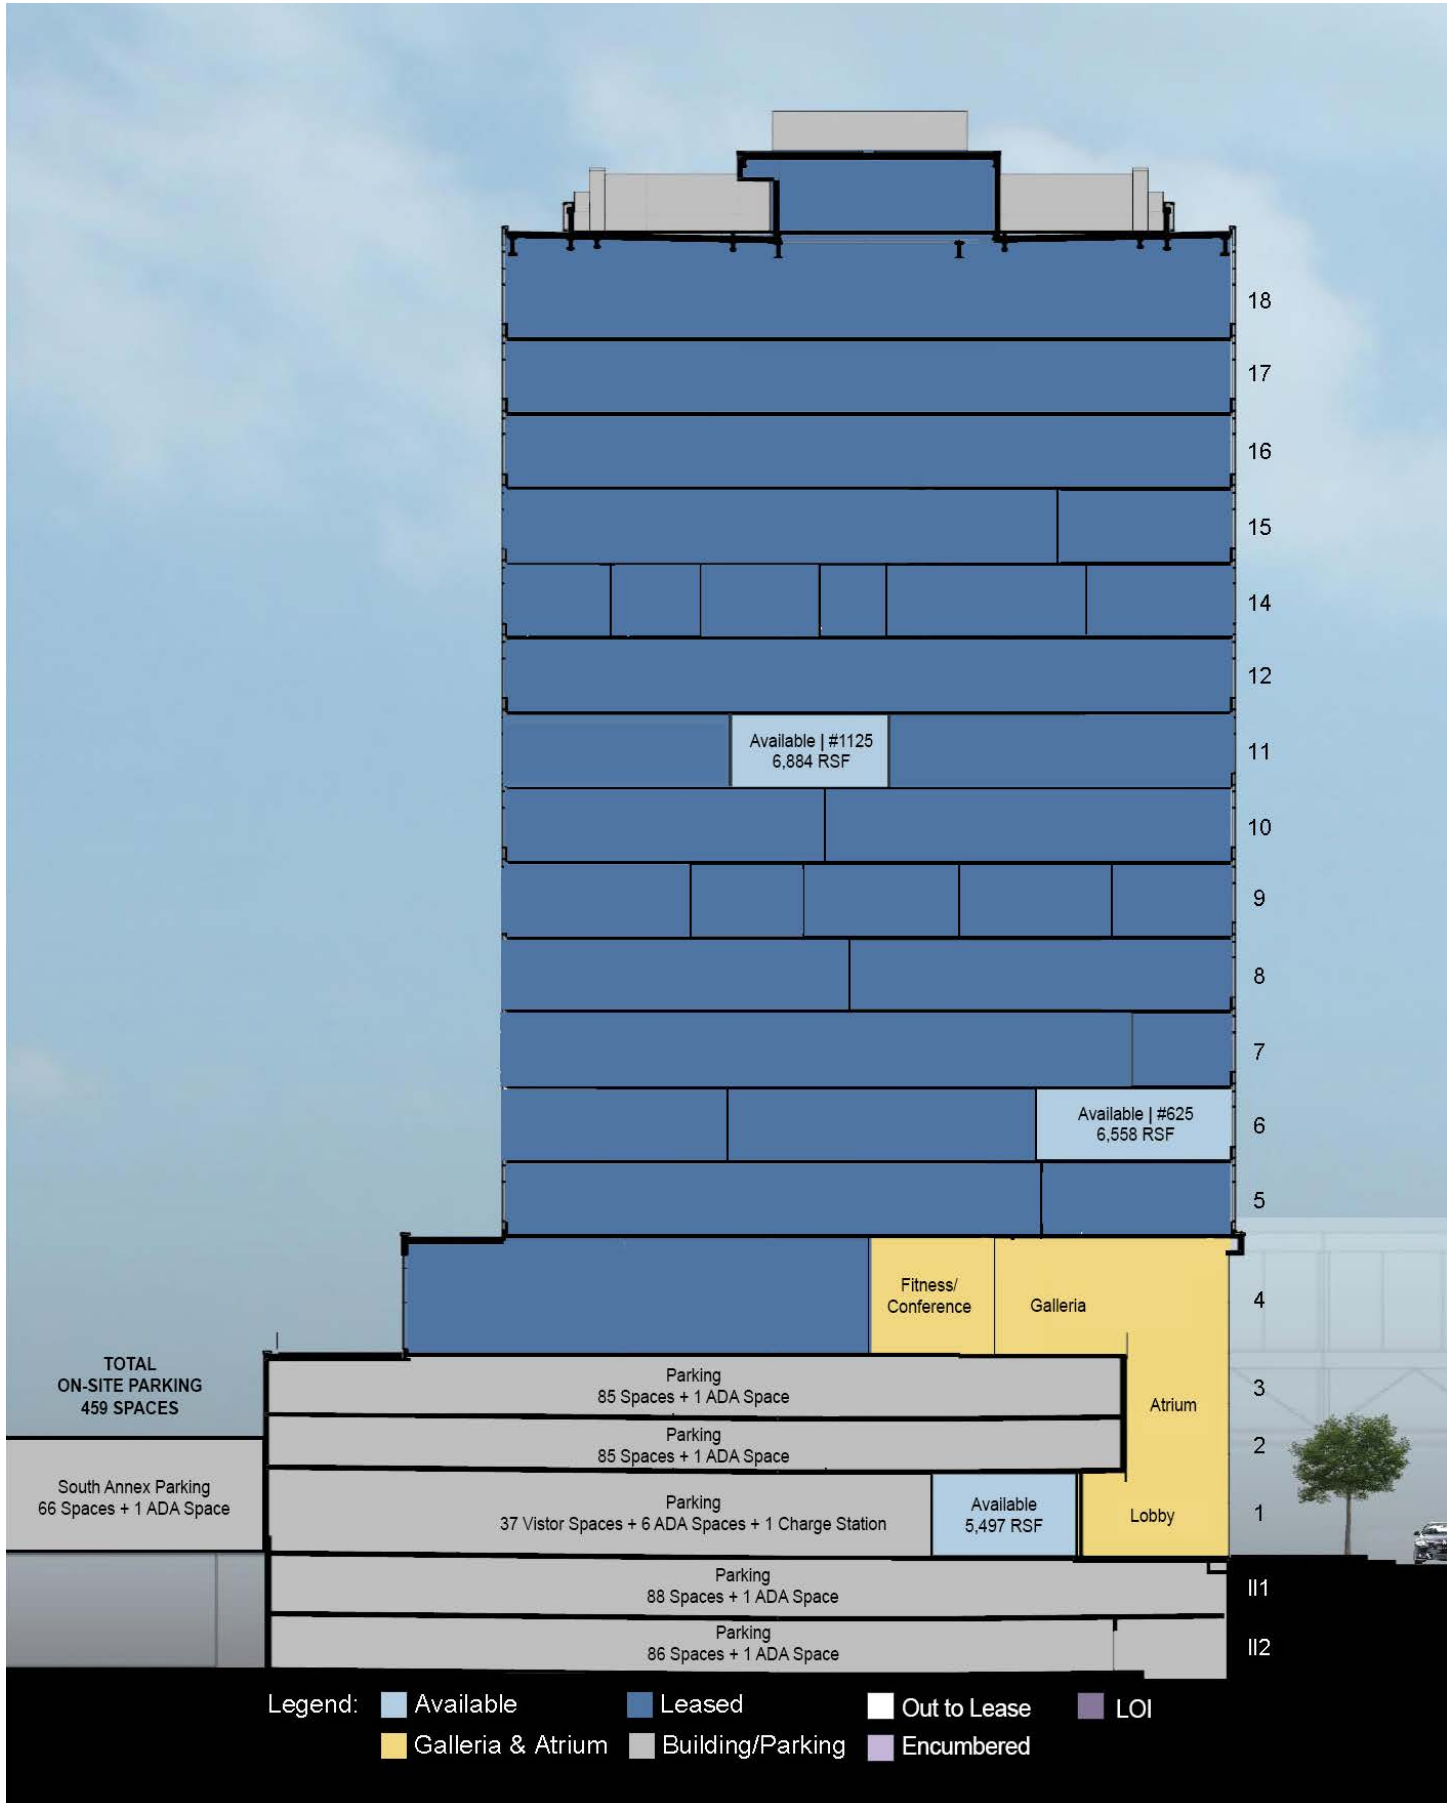 18
17
16
15
14
12
Available | #1125
6,884 RSF
11
10
9
8
7
Available | #625
6,558 RSF
6
5
Fitness/
Conference
Galleria
4
TOTAL
ON-SITE PARKING
459 SPACES
Parking
85 Spaces + 1 ADA Space
Atrium
3
Parking
85 Spaces + 1 ADA Space
2
South Annex Parking
66 Spaces + 1 ADA Space
Parking
37 Vistor Spaces + 6 ADA Spaces + 1 Charge Station
Available
5,497 RSF
Lobby
1
Parking
88 Spaces + 1 ADA Space
II1
Parking
86 Spaces + 1 ADA Space
II2
Legend:
Available
Leased
Out to Lease
LOI
Galleria & Atrium
Building/Parking
Encumbered